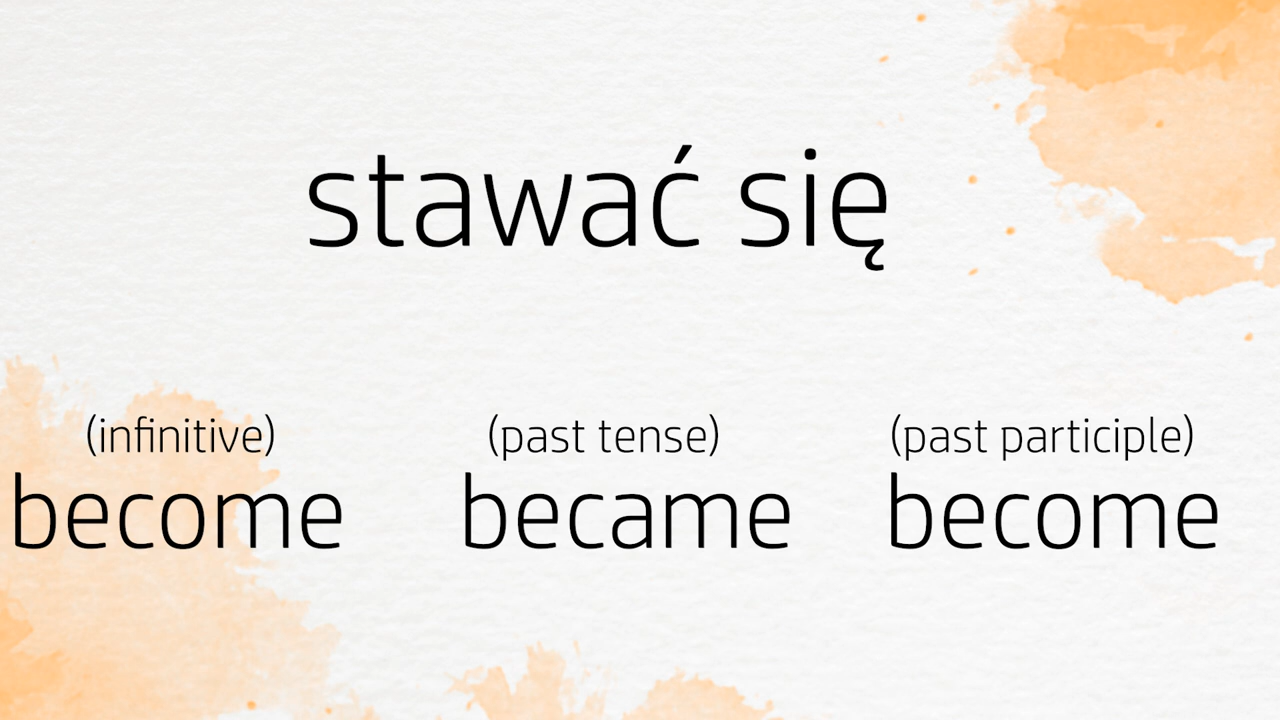 stawać się
(infinitive) (past tense) (past participle)
become became become